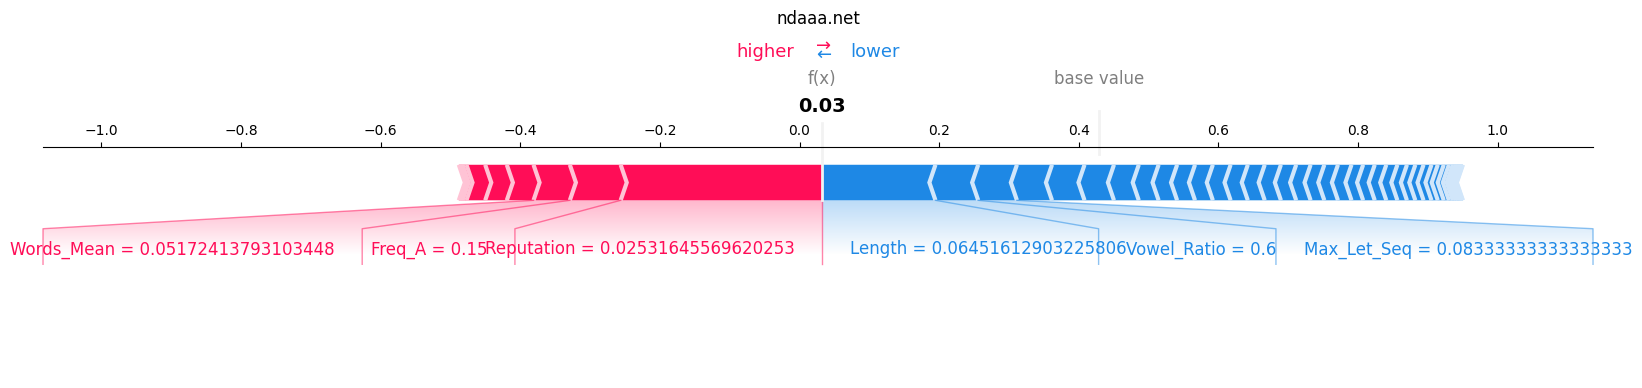 ndaaa.net
higher ⇄ lower
f(x) base value
0.03
−1.0 −0.8 −0.6 −0.4 −0.2 0.0 0.2 0.4 0.6 0.8 1.0
Words_Mean = 0.05172413793103448 Freq_A = 0.15 Reputation = 0.02531645569620253 Length = 0.06451612903225806 Vowel_Ratio = 0.6 Max_Let_Seq = 0.08333333333333333